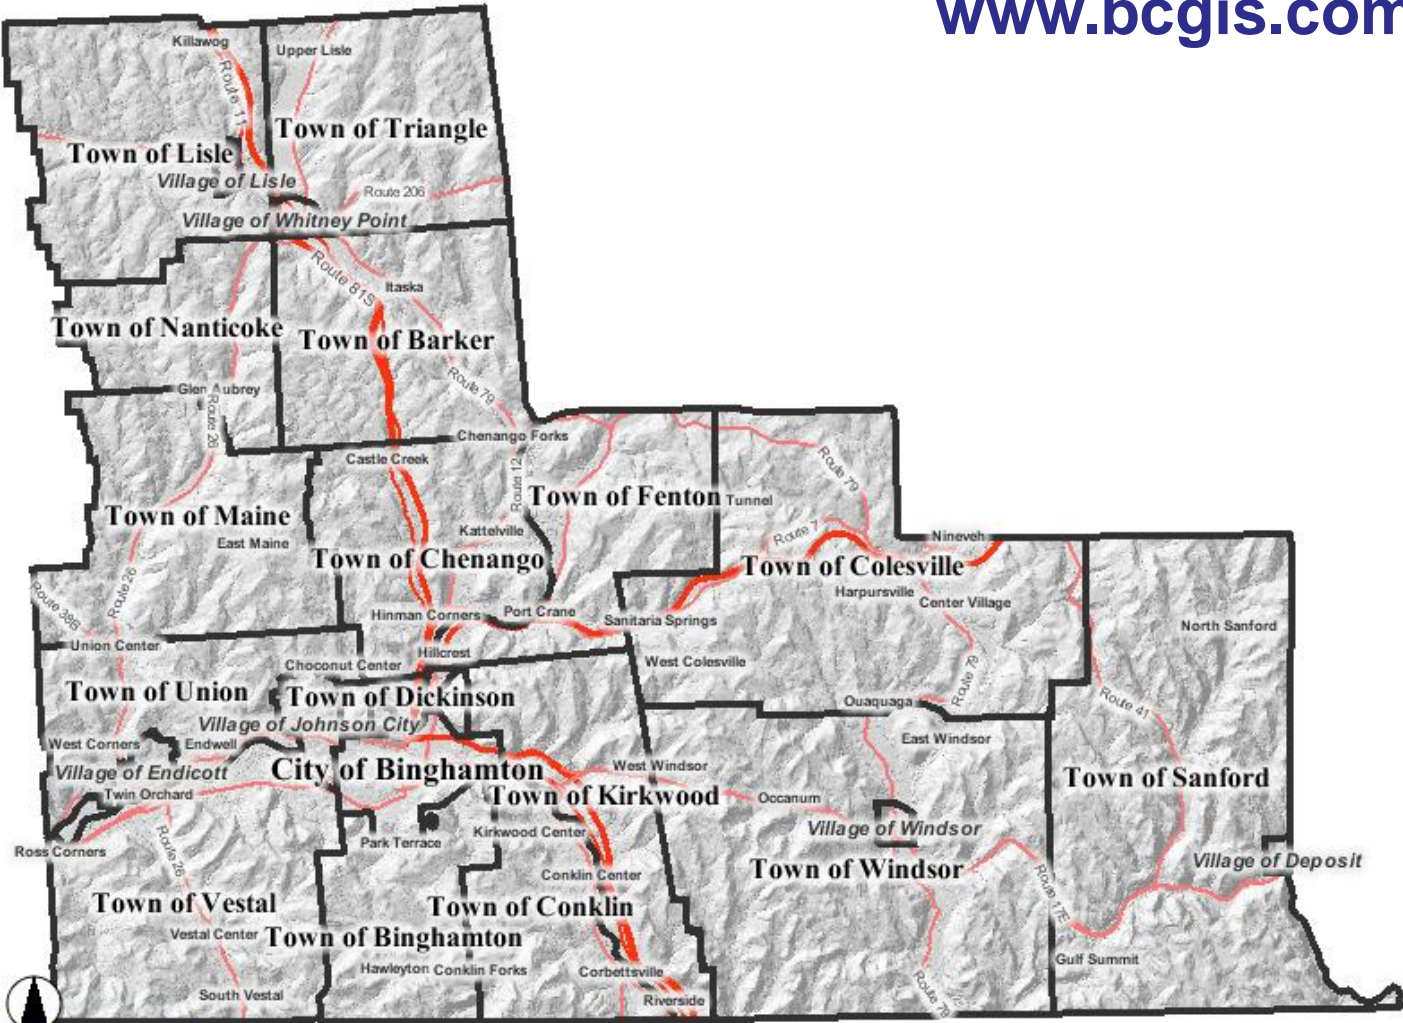 www.bcgis.com
Killawog
Upper Lisle
Route 11
Town of Triangle
Town of Lisle
Village of Lisle
Route 206
Village of Whitney Point
Route 81S
Itaska
Town of Nanticoke
Town of Barker
Route 79
Glen Aubrey
Route 26
Chenango Forks
Castle Creek
Route 12
Town of Fenton
Tunnel
Route 79
Town of Maine
East Maine
Kattelville
Route 7
Nineveh
Town of Chenango
Town of Colesville
Route 26
Route 38B
Harpursville
Center Village
Hinman Corners
Port Crane
Sanitaria Springs
North Sanford
Union Center
Hillcrest
Choconut Center
West Colesville
Route 79
Town of Union
Town of Dickinson
Ouaquaga
Route 41
Village of Johnson City
West Corners
Endwell
East Windsor
Village of Endicott
City of Binghamton
West Windsor
Town of Sanford
Twin Orchard
Town of Kirkwood
Occanum
Village of Windsor
Kirkwood Center
Park Terrace
Ross Corners
Route 26
Village of Deposit
Conklin Center
Town of Windsor
Route 17E
Town of Vestal
Town of Conklin
Vestal Center
Town of Binghamton
Gulf Summit
Hawleyton
Conklin Forks
Corbettsville
South Vestal
Riverside
Route 79